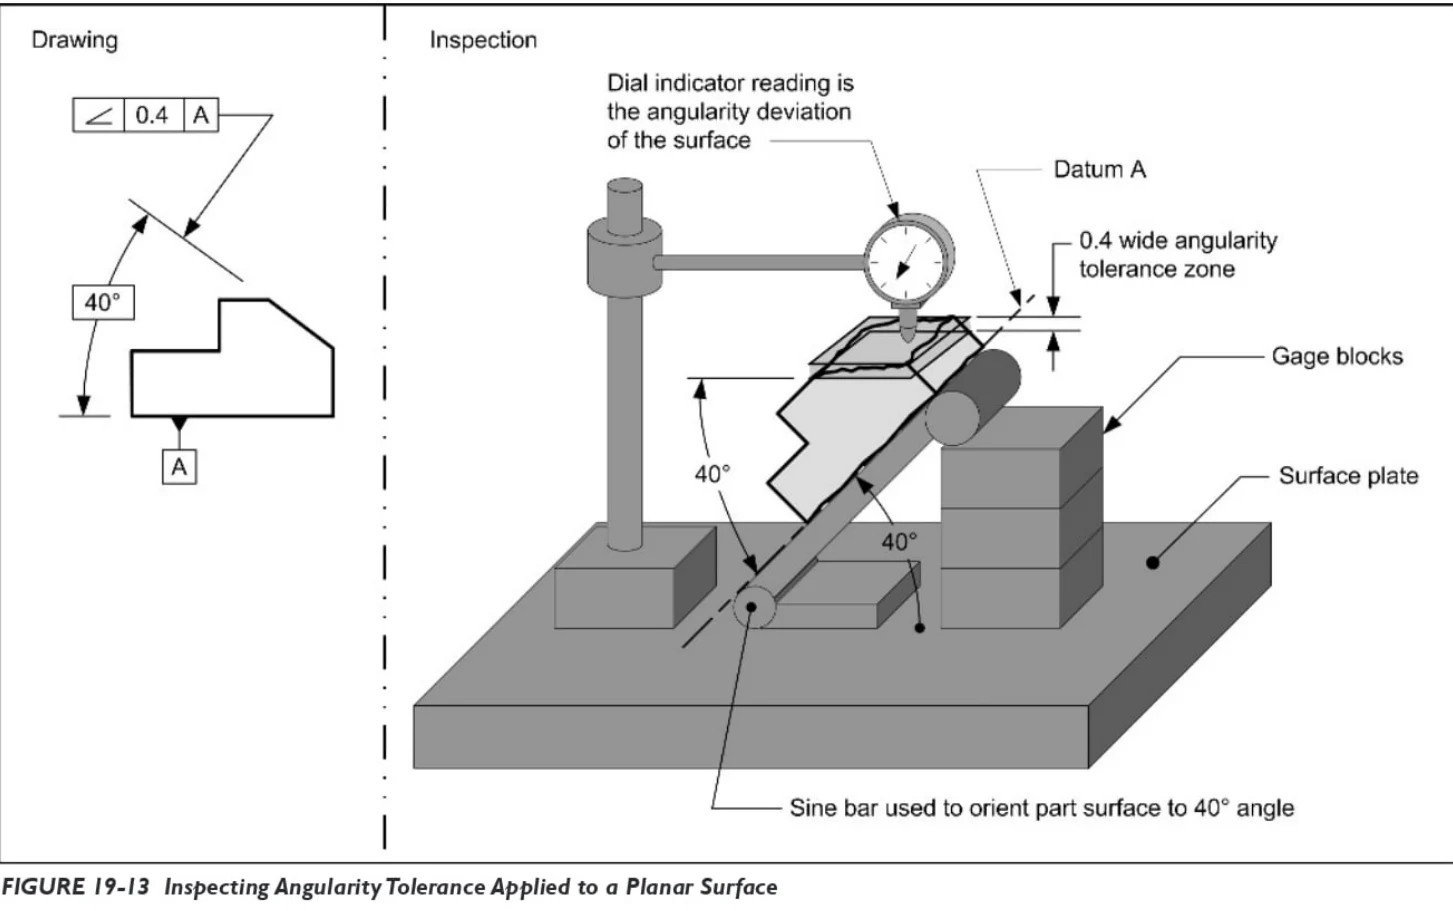 Drawing
∠ 0.4 A
40°
A
Inspection
Dial indicator reading is
the angularity deviation
of the surface
Datum A
0.4 wide angularity
tolerance zone
Gage blocks
40°
Surface plate
40°
Sine bar used to orient part surface to 40° angle
FIGURE 19-13 Inspecting Angularity Tolerance Applied to a Planar Surface